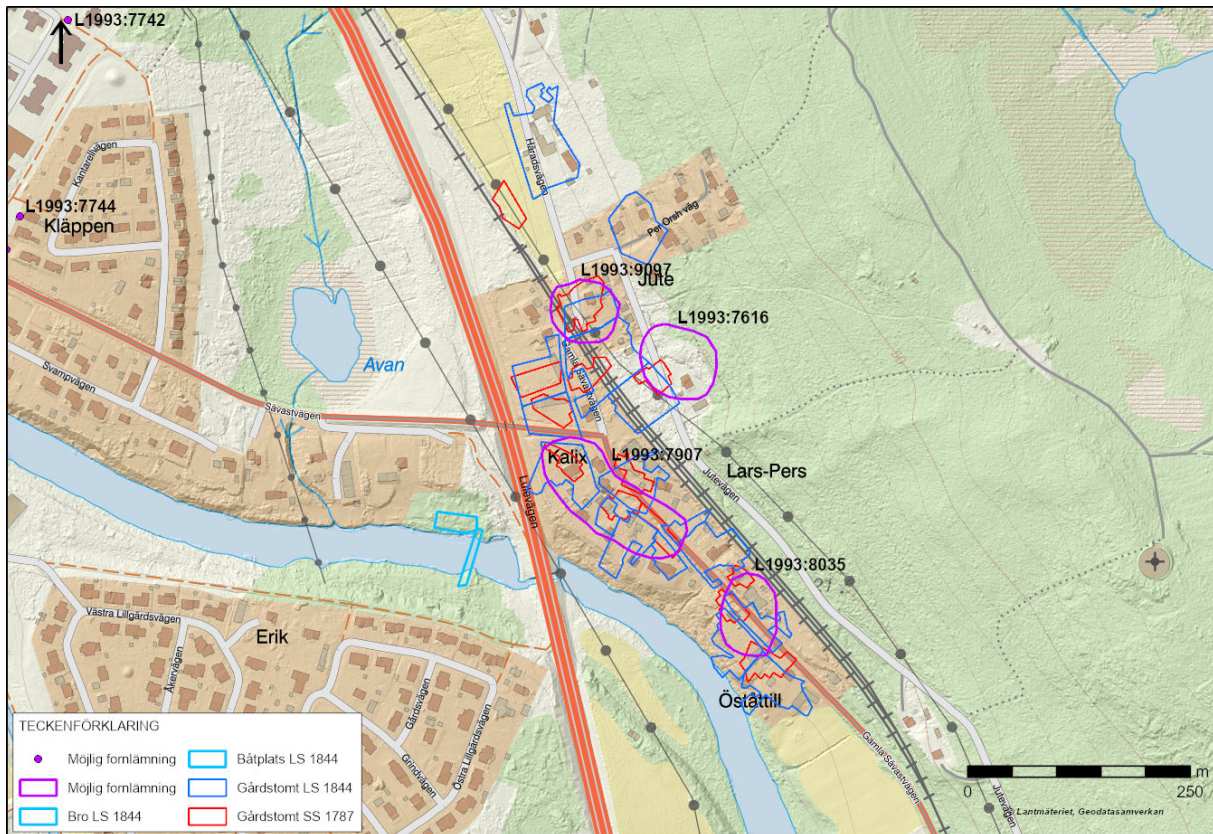 L1993:7742
Kantarellvägen
L1993:7744
Kläppen
Häradsvägen
Per Orsh väg
L1993:9097
Jute
L1993:7616
Gamla Sävastvägen
Avan
Svampvägen
Sävastvägen
Kalix
L1993:7907
Lars-Pers
Lulevägen
Jutevägen
L1993:8035
21
Västra Lillgårdsvägen
Erik
Åkervägen
Gårdsvägen
Östra Lillgårdsvägen
Grindvägen
Öståttill
Gamla Sävastvägen
Jutevägen
TECKENFÖRKLARING
Möjlig fornlämning
Båtplats LS 1844
Möjlig fornlämning
Gårdstomt LS 1844
Bro LS 1844
Gårdstomt SS 1787
m
0
250
Lantmäteriet, Geodatasamverkan